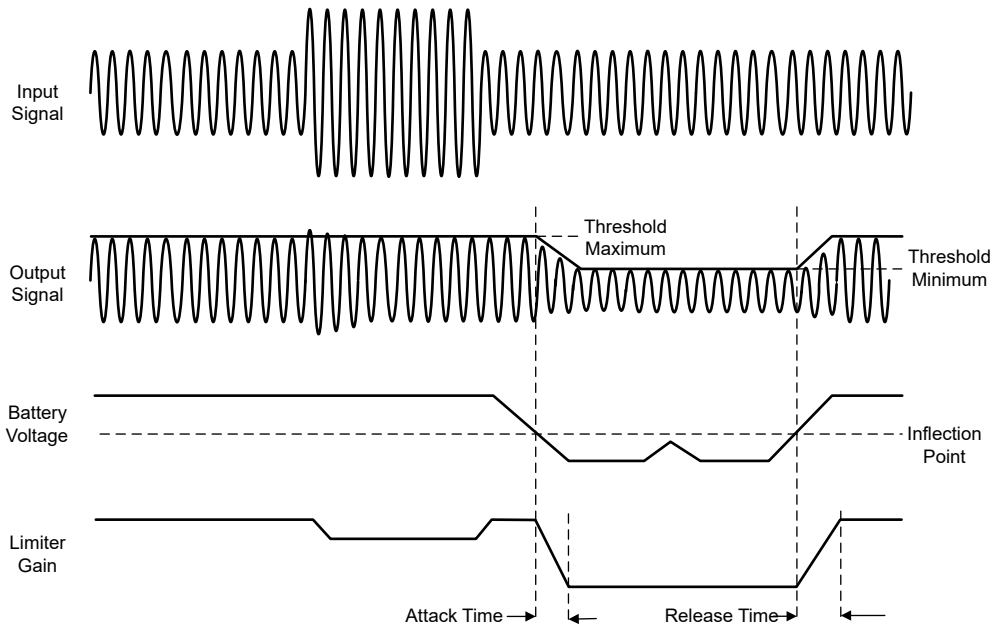 Input
Signal
Threshold
Maximum
Output
Signal
Threshold
Minimum
Battery
Voltage
Inflection
Point
Limiter
Gain
Attack Time
Release Time